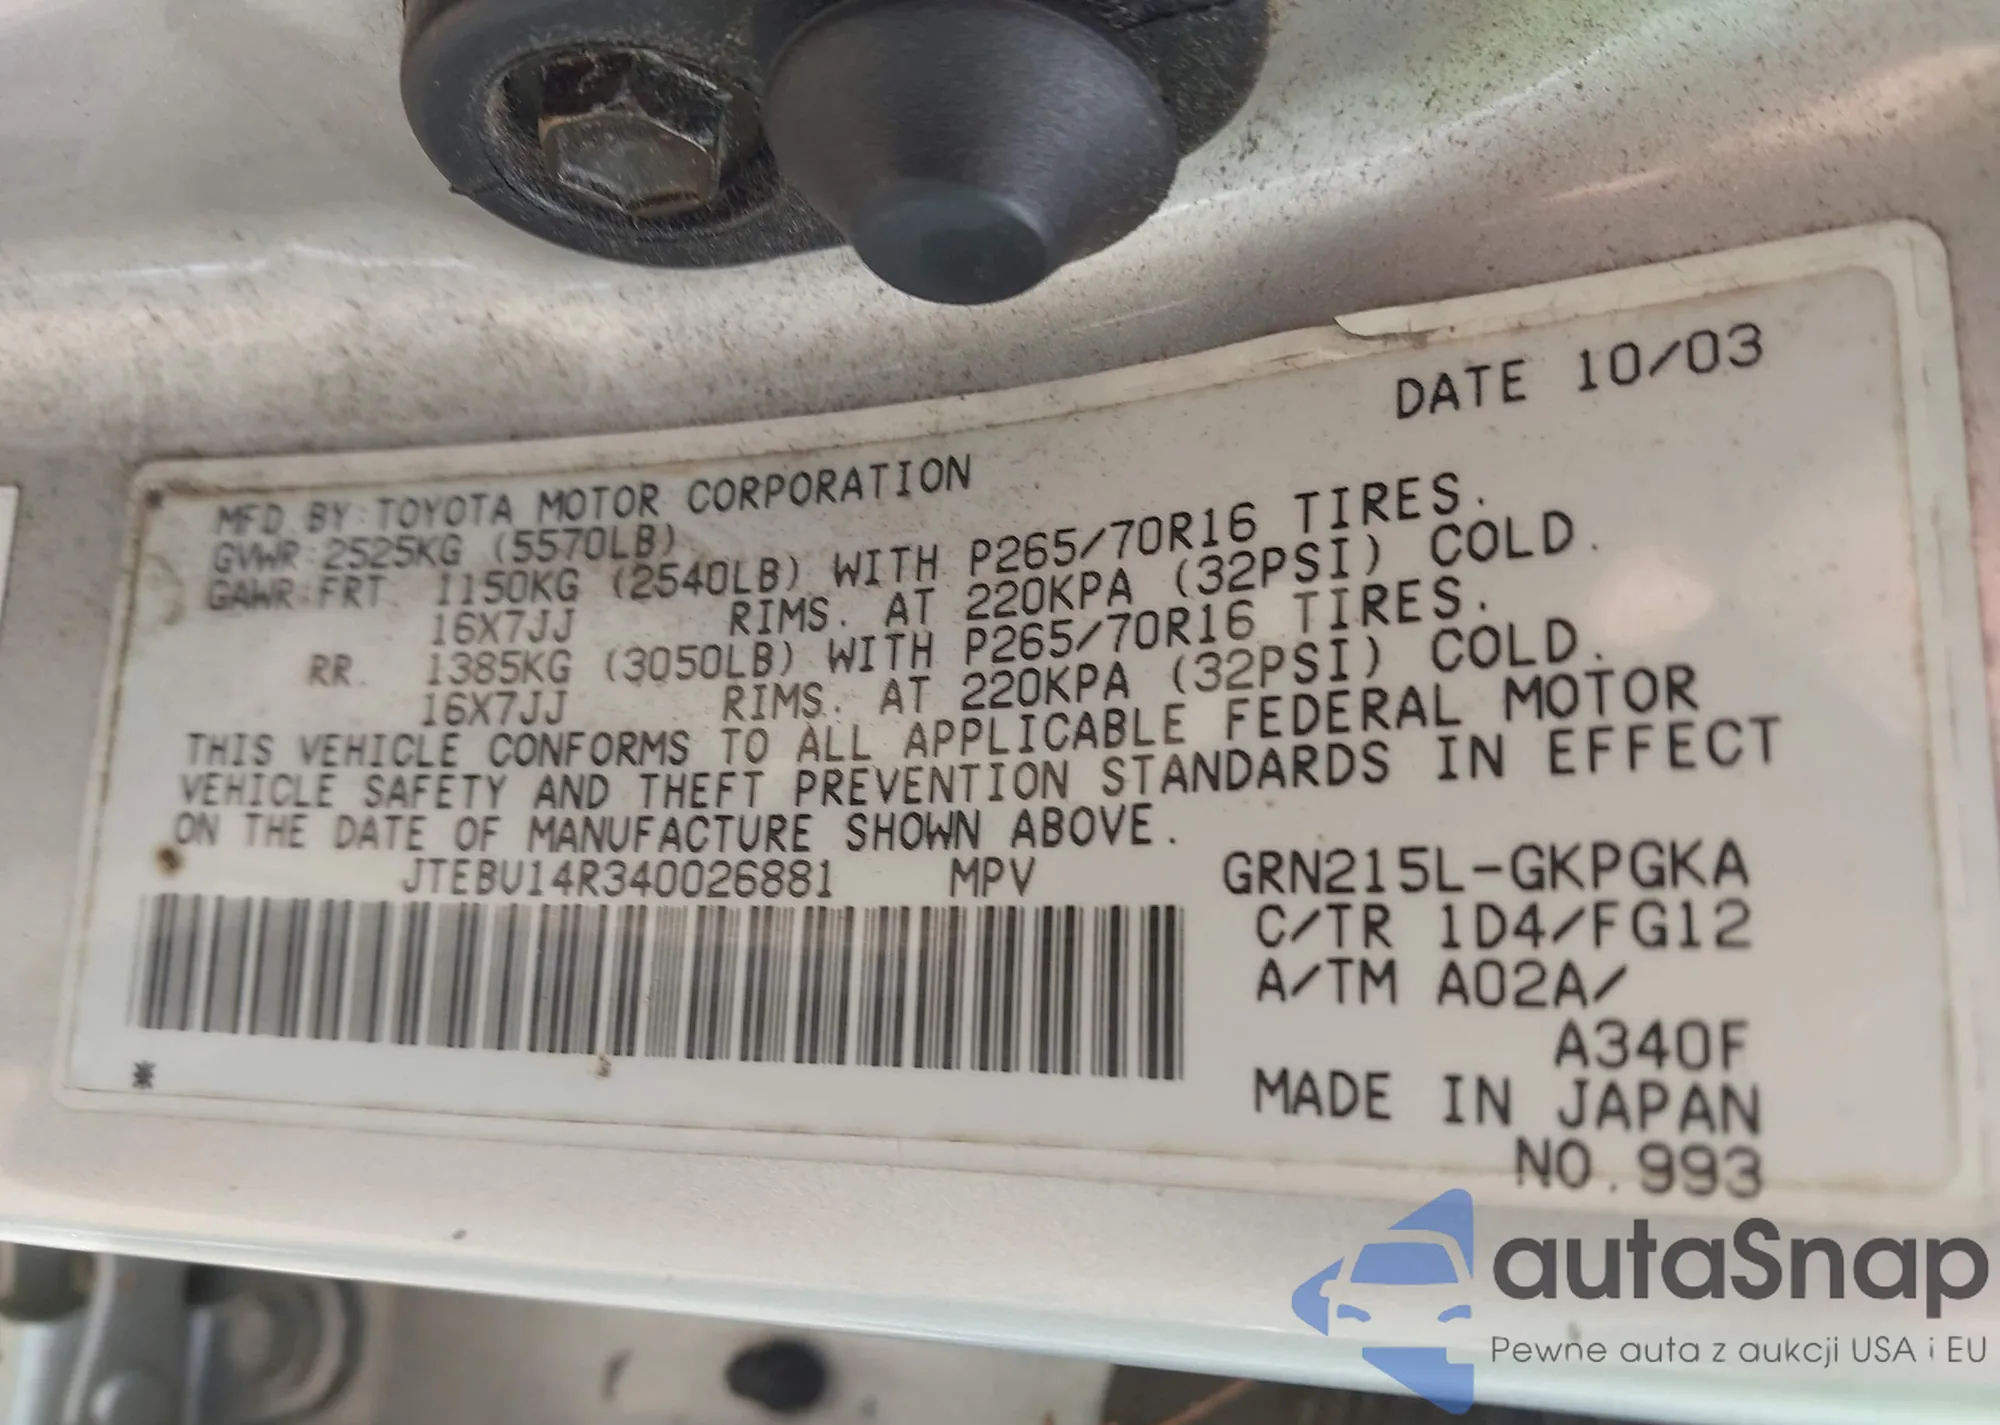 DATE 10/03
MFD. BY: TOYOTA MOTOR CORPORATION
GVWR: 2525KG (5570LB)
GAWR: FRT. 1150KG (2540LB) WITH P265/70R16 TIRES.
16X7JJ RIMS. AT 220KPA (32PSI) COLD.
RR. 1385KG (3050LB) WITH P265/70R16 TIRES.
16X7JJ RIMS. AT 220KPA (32PSI) COLD.
THIS VEHICLE CONFORMS TO ALL APPLICABLE FEDERAL MOTOR
VEHICLE SAFETY AND THEFT PREVENTION STANDARDS IN EFFECT
ON THE DATE OF MANUFACTURE SHOWN ABOVE.
JTEBU14R340026881 MPV GRN215L-GKPGKA
C/TR 1D4/FG12
A/TM A02A/
A340F
MADE IN JAPAN
NO.993
autaSnap
Pewne auta z aukcji USA i EU